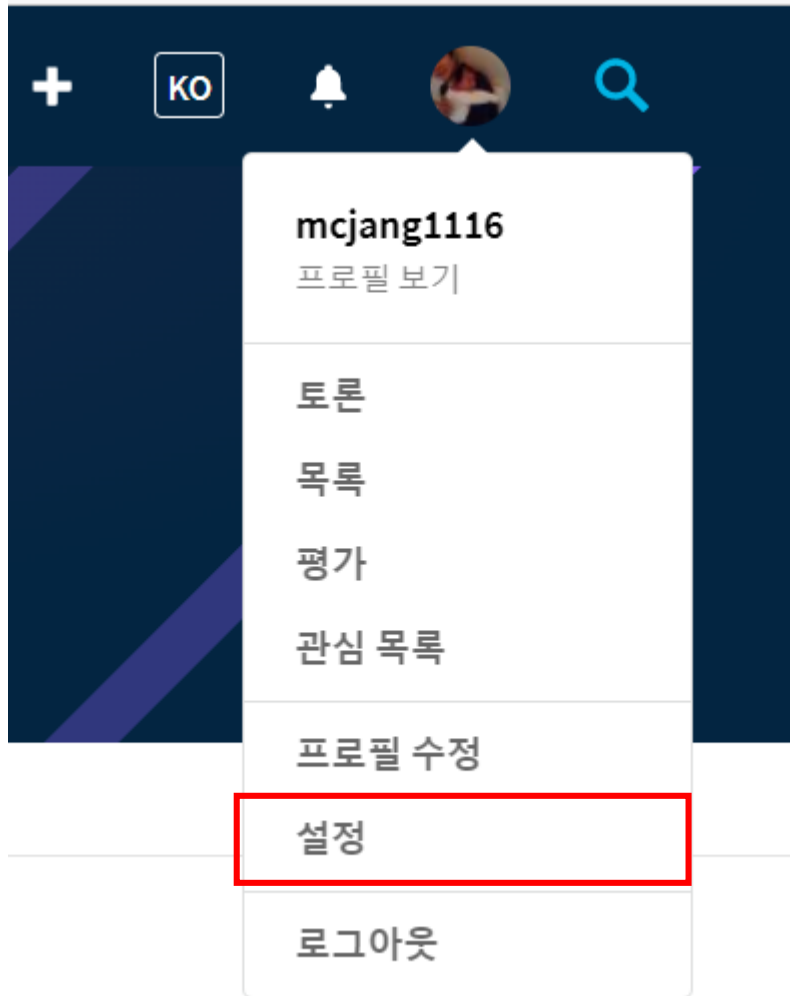 KO
mcjang1116
프로필 보기
토론
목록
평가
관심 목록
프로필 수정
설정
로그아웃